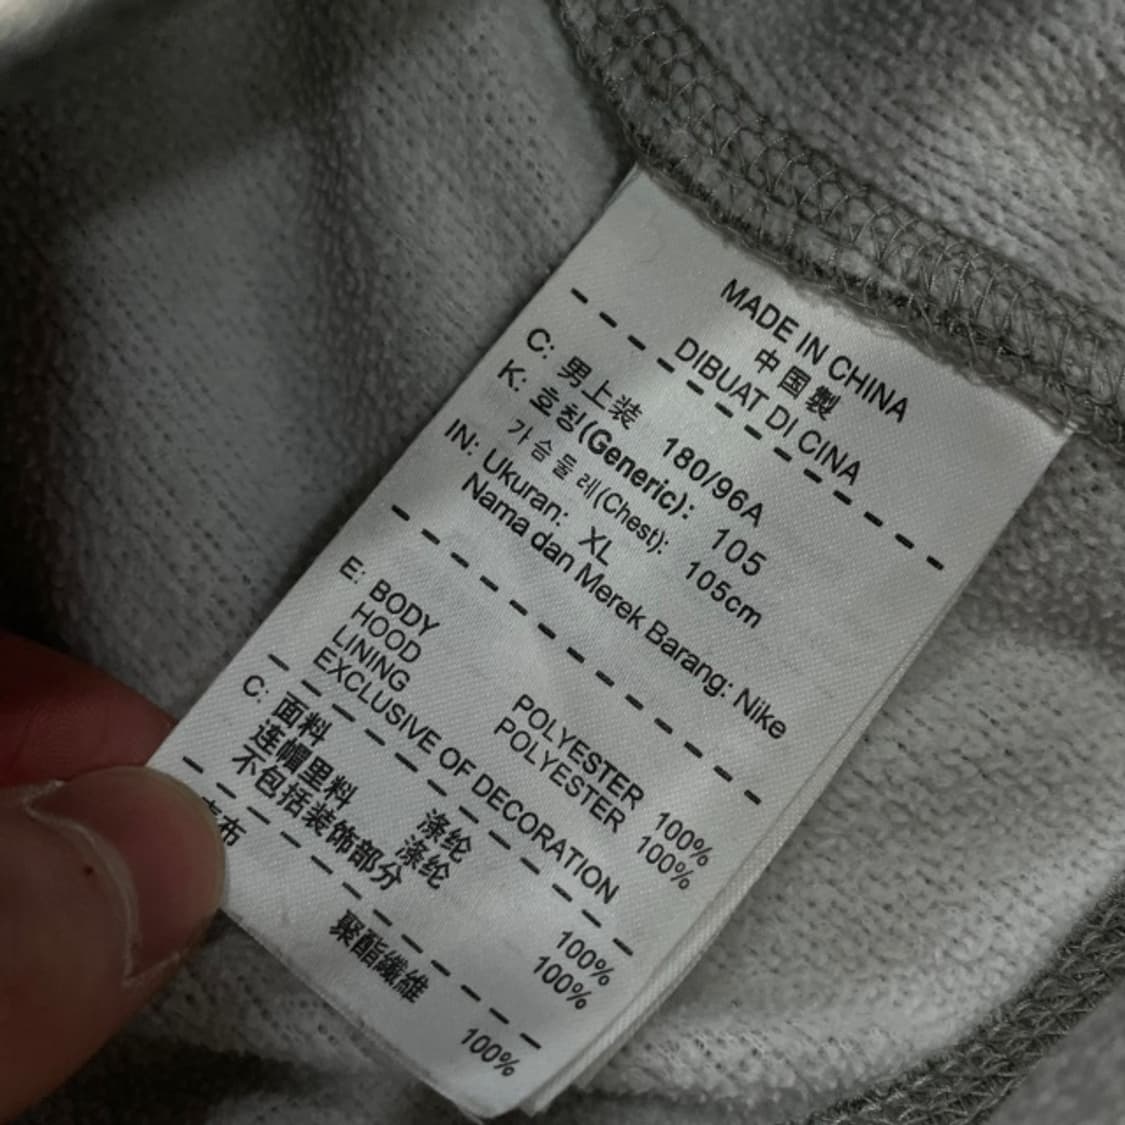 MADE IN CHINA
中国製
DIBUAT DI CINA
C: 男上装 180/96A
K: 호칭(Generic): 105
가슴둘레(Chest): 105cm
IN: Ukuran: XL
Nama dan Merek Barang: Nike
E: BODY POLYESTER 100%
HOOD
LINING POLYESTER 100%
EXCLUSIVE OF DECORATION
C: 面料 涤纶 100%
连帽里料 涤纶 100%
不包括装饰部分
布 聚酯纖維 100%